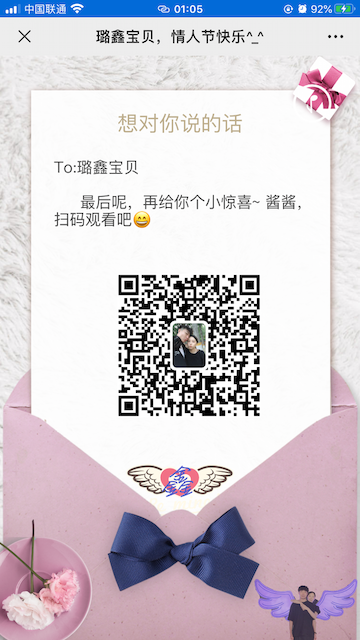 中国联通
01:05
92%
璐鑫宝贝，情人节快乐^_^
想对你说的话
To:璐鑫宝贝
最后呢，再给你个小惊喜~ 酱酱，
扫码观看吧😄